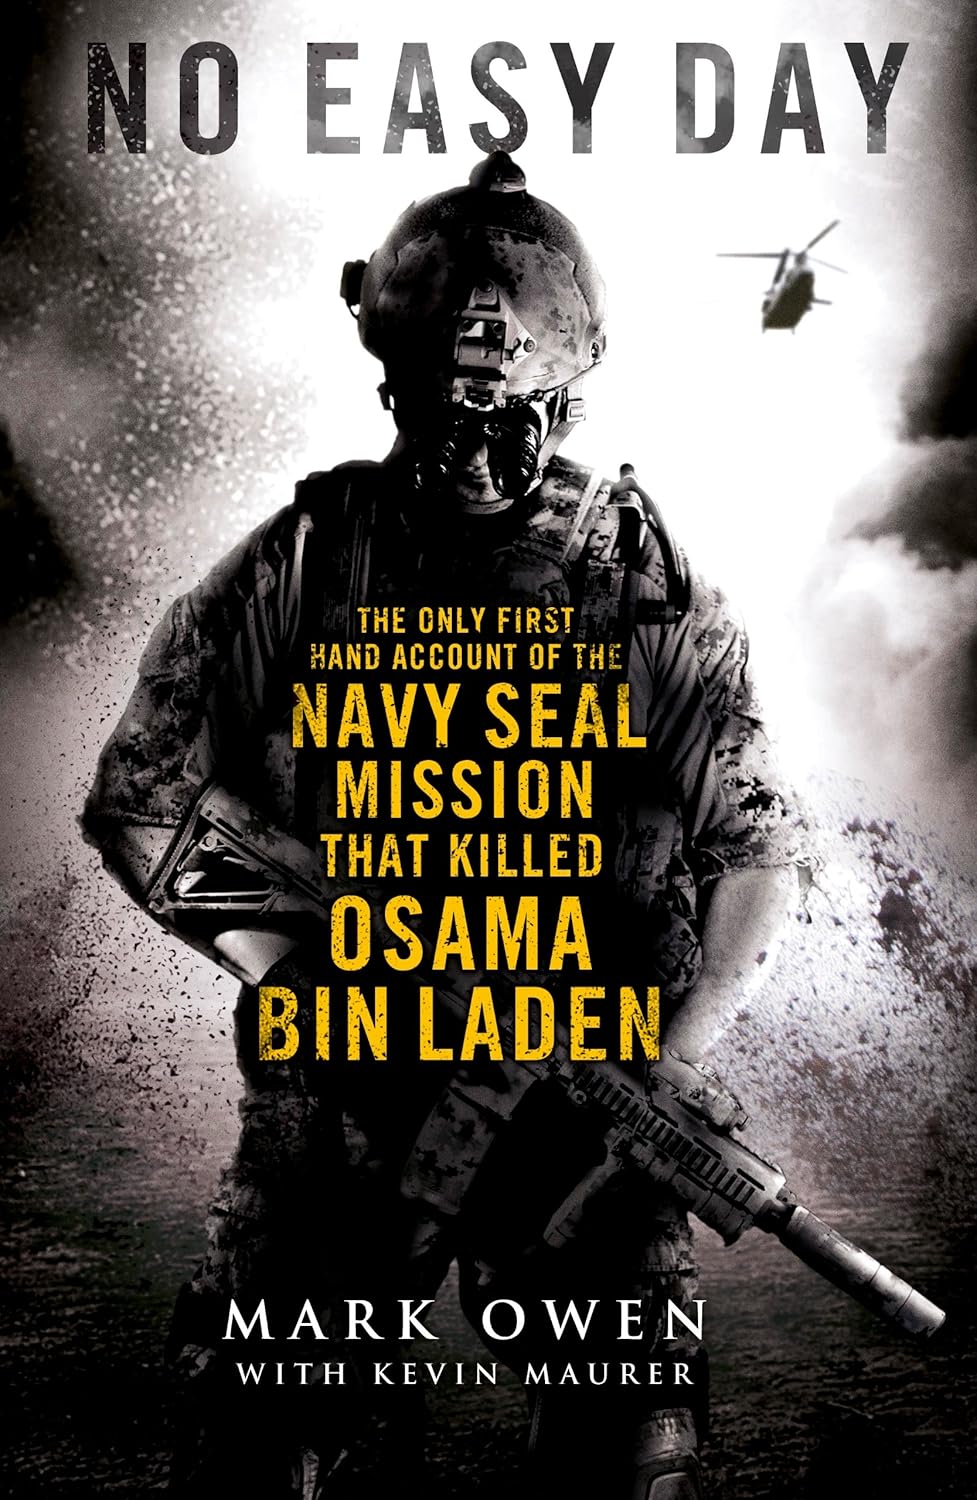 NO EASY DAY
THE ONLY FIRST
HAND ACCOUNT OF THE
NAVY SEAL
MISSION
THAT KILLED
OSAMA
BIN LADEN
MARK OWEN
WITH KEVIN MAURER